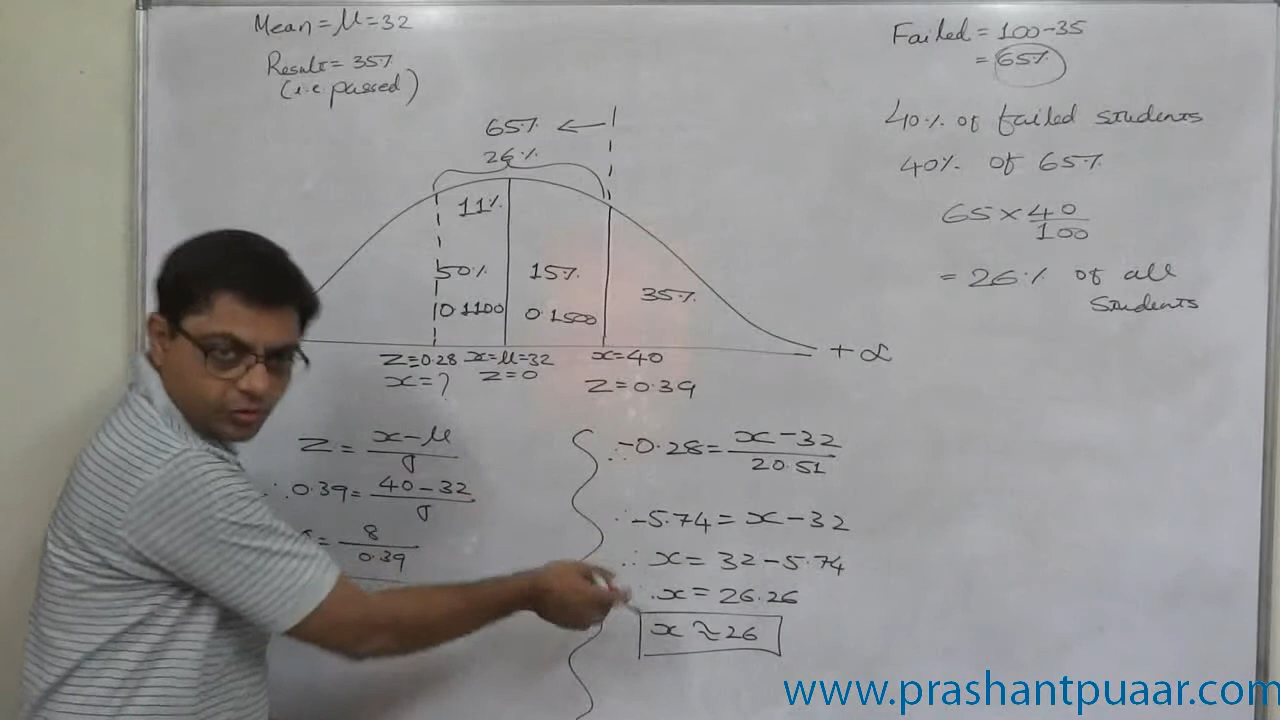 Mean = μ = 32
Result = 35%
(i.e passed)
65% ←
26%
11%
50%
15%
35%
0.1100
0.1500
+ ∝
Z=0.28
x=μ=32
x=40
x=?
Z=0
Z=0.39
Z = x-μ/σ
∴ 0.39 = 40-32/σ
= 8/0.39
∴ -0.28 = x-32/20.51
∴ -5.74 = x-32
∴ x = 32-5.74
∴ x = 26.26
x ≈ 26
Failed = 100-35
= 65%
40% of failed students
40% of 65%
65 × 40/100
= 26% of all
students
www.prashantpuaar.com